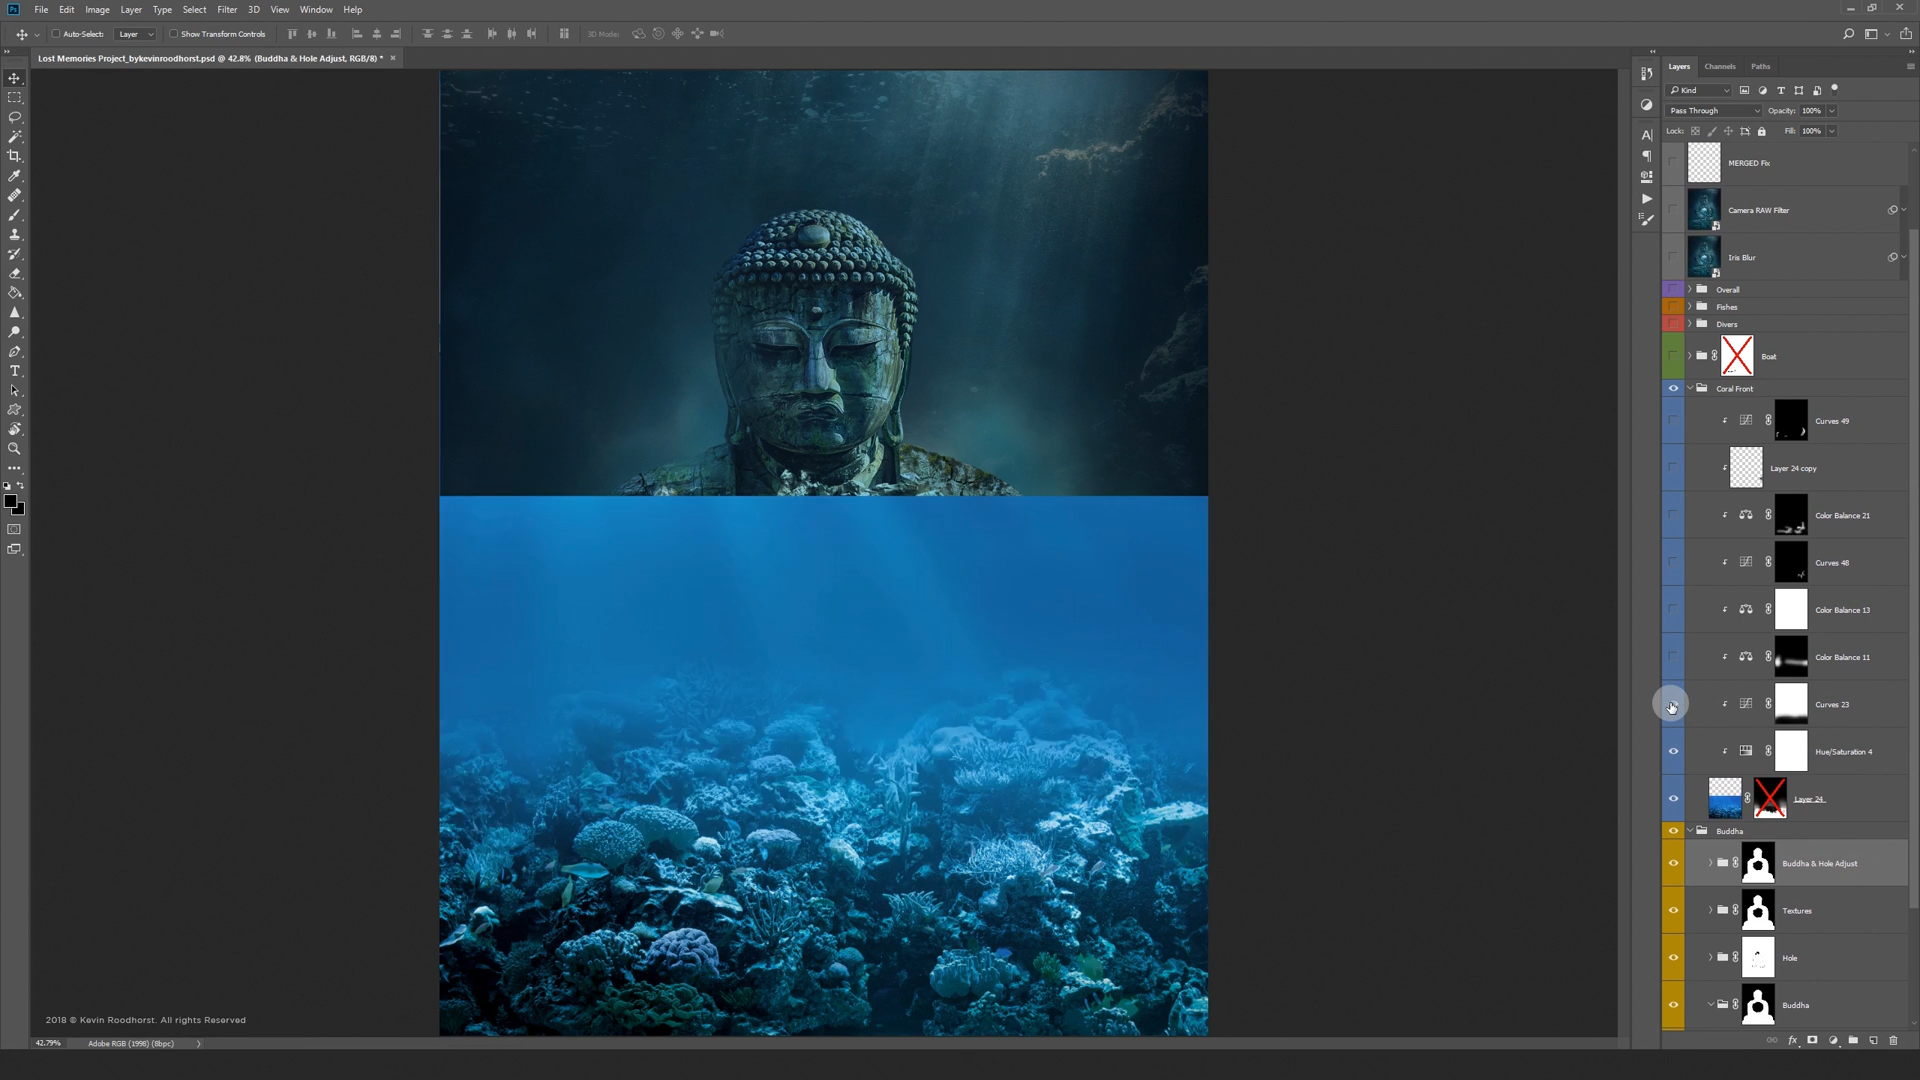 Ps File Edit Image Layer Type Select Filter 3D View Window Help
Auto-Select: Layer Show Transform Controls 3D Mode:
Lost Memories Project_bykevinroodhorst.psd @ 42.8% (Buddha & Hole Adjust, RGB/8) * ×
Layers Channels Paths
Kind
Pass Through Opacity: 100%
Lock: Fill: 100%
MERGED Fix
Camera RAW Filter
Iris Blur
Overall
Fishes
Divers
Boat
Coral Front
Curves 49
Layer 24 copy
Color Balance 21
Curves 48
Color Balance 13
Color Balance 11
Curves 23
Hue/Saturation 4
Layer 24
Buddha
Buddha & Hole Adjust
Textures
Hole
Buddha
2018 © Kevin Roodhorst. All rights Reserved
42.79% Adobe RGB (1998) (8bpc)